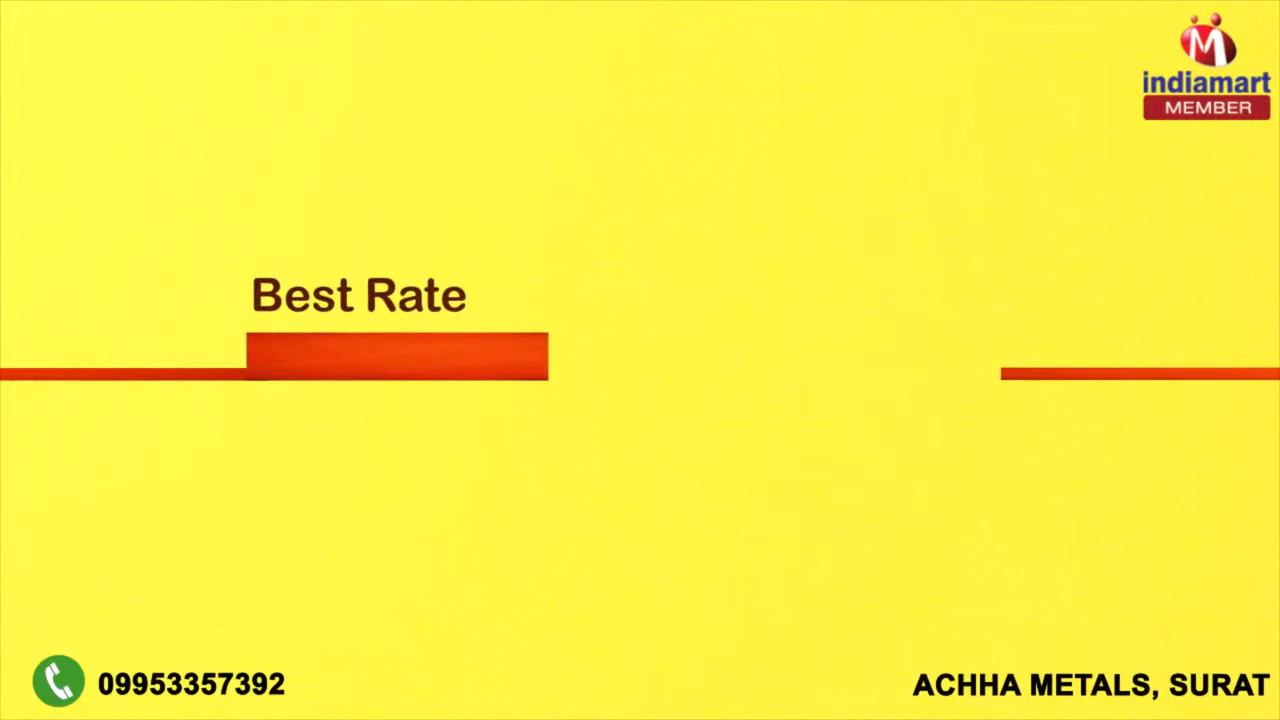 indiamart
MEMBER
Best Rate
09953357392
ACHHA METALS, SURAT